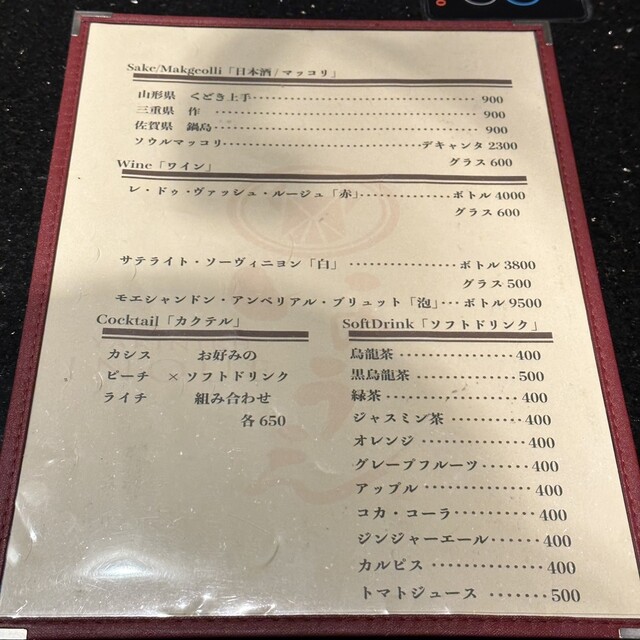 Sake/Makgeolli「日本酒/マッコリ」
山形県 くどき上手 900
三重県 作 900
佐賀県 鍋島 900
ソウルマッコリ デキャンタ 2300
グラス 600
Wine「ワイン」
レ・ドゥ・ヴァッシュ・ルージュ「赤」 ボトル 4000
グラス 600
サテライト・ソーヴィニヨン「白」 ボトル 3800
グラス 500
モエシャンドン・アンペリアル・ブリュット「泡」 ボトル 9500
Cocktail「カクテル」
カシス お好みの
ピーチ × ソフトドリンク
ライチ 組み合わせ
各 650
SoftDrink「ソフトドリンク」
烏龍茶 400
黒烏龍茶 500
緑茶 400
ジャスミン茶 400
オレンジ 400
グレープフルーツ 400
アップル 400
コカ・コーラ 400
ジンジャーエール 400
カルピス 400
トマトジュース 500